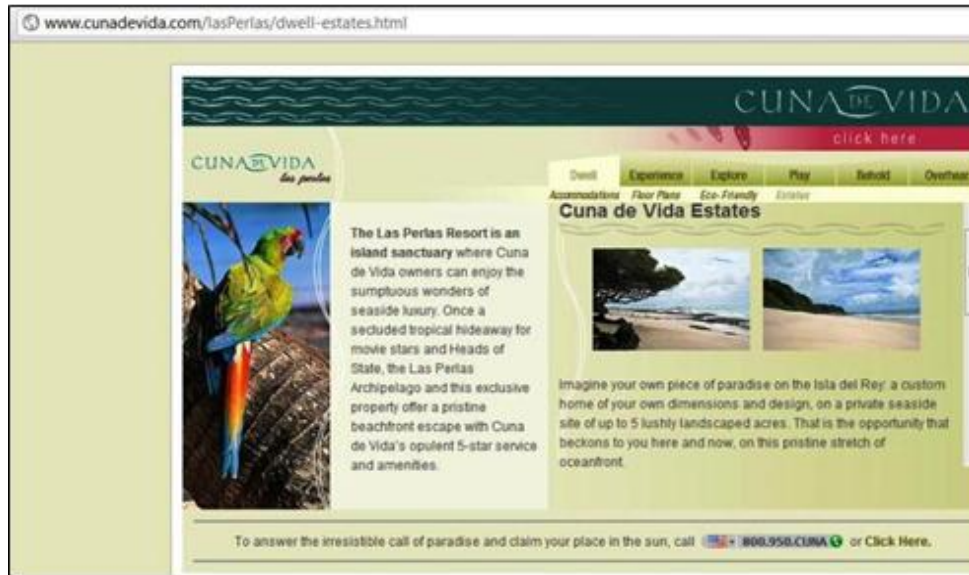 www.cunadevida.com/lasPerlas/dwell-estates.html
CUNA DE VIDA
click here
CUNA DE VIDA
las perlas
Dwell Experience Explore Play Behold Overhear
Accommodations Floor Plans Eco-Friendly Estates
Cuna de Vida Estates
The Las Perlas Resort is an
island sanctuary where Cuna
de Vida owners can enjoy the
sumptuous wonders of
seaside luxury. Once a
secluded tropical hideaway for
movie stars and Heads of
State, the Las Perlas
Archipelago and this exclusive
property offer a pristine
beachfront escape with Cuna
de Vida's opulent 5-star service
and amenities.
Imagine your own piece of paradise on the Isla del Rey: a custom
home of your own dimensions and design, on a private seaside
site of up to 5 lushly landscaped acres. That is the opportunity that
beckons to you here and now, on this pristine stretch of
oceanfront.
To answer the irresistible call of paradise and claim your place in the sun, call 800.950.CUNA or Click Here.